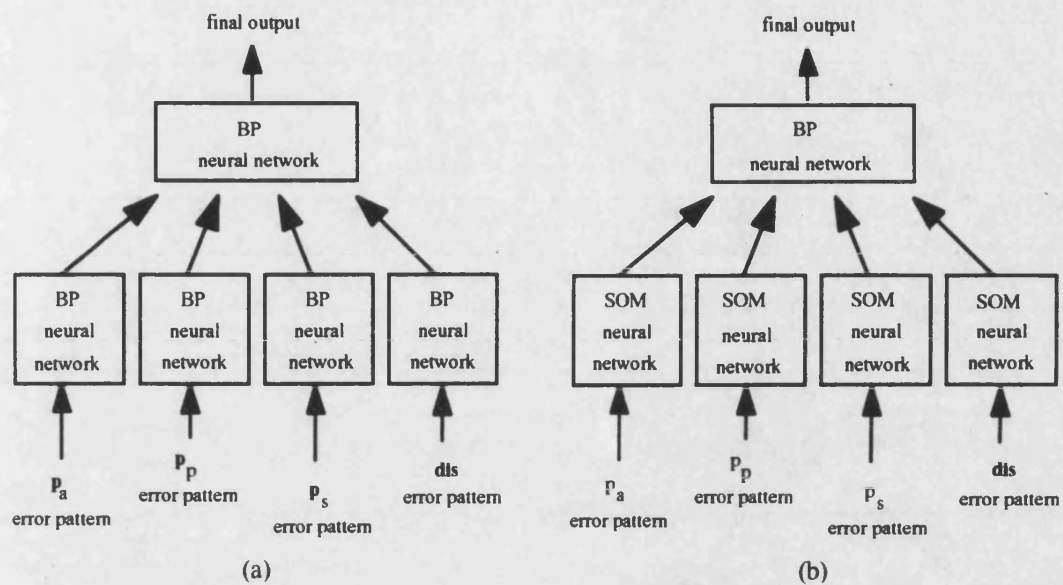 final output
BP
neural network
BP
neural
network
BP
neural
network
BP
neural
network
BP
neural
network
p_a
error pattern
p_p
error pattern
p_s
error pattern
dis
error pattern
(a)
final output
BP
neural network
SOM
neural
network
SOM
neural
network
SOM
neural
network
SOM
neural
network
p_a
error pattern
p_p
error pattern
p_s
error pattern
dis
error pattern
(b)